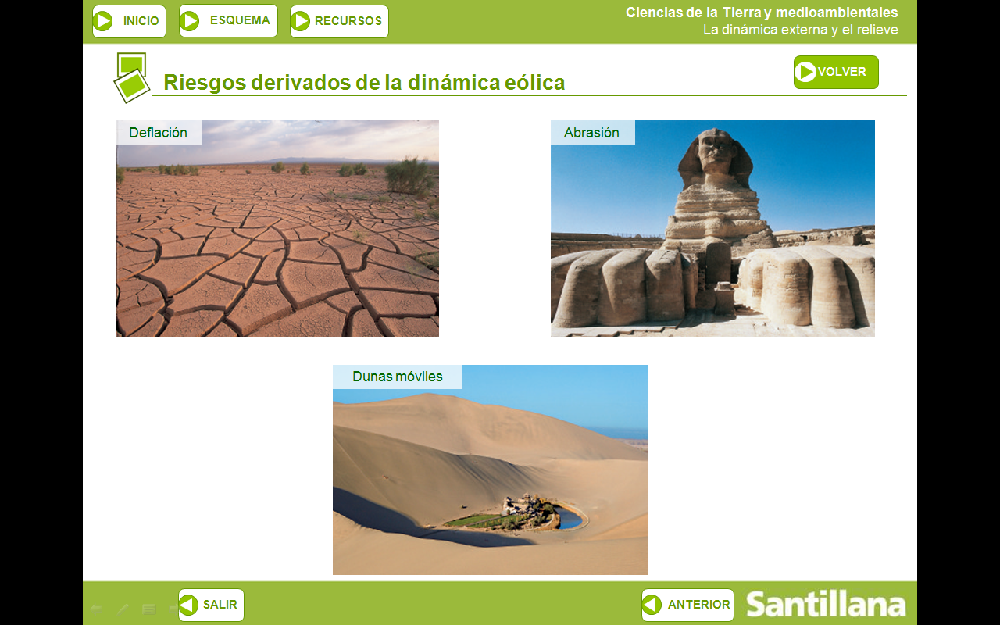 INICIO
ESQUEMA
RECURSOS
Ciencias de la Tierra y medioambientales
La dinámica externa y el relieve
Riesgos derivados de la dinámica eólica
VOLVER
Deflación
Abrasión
Dunas móviles
SALIR
ANTERIOR
Santillana